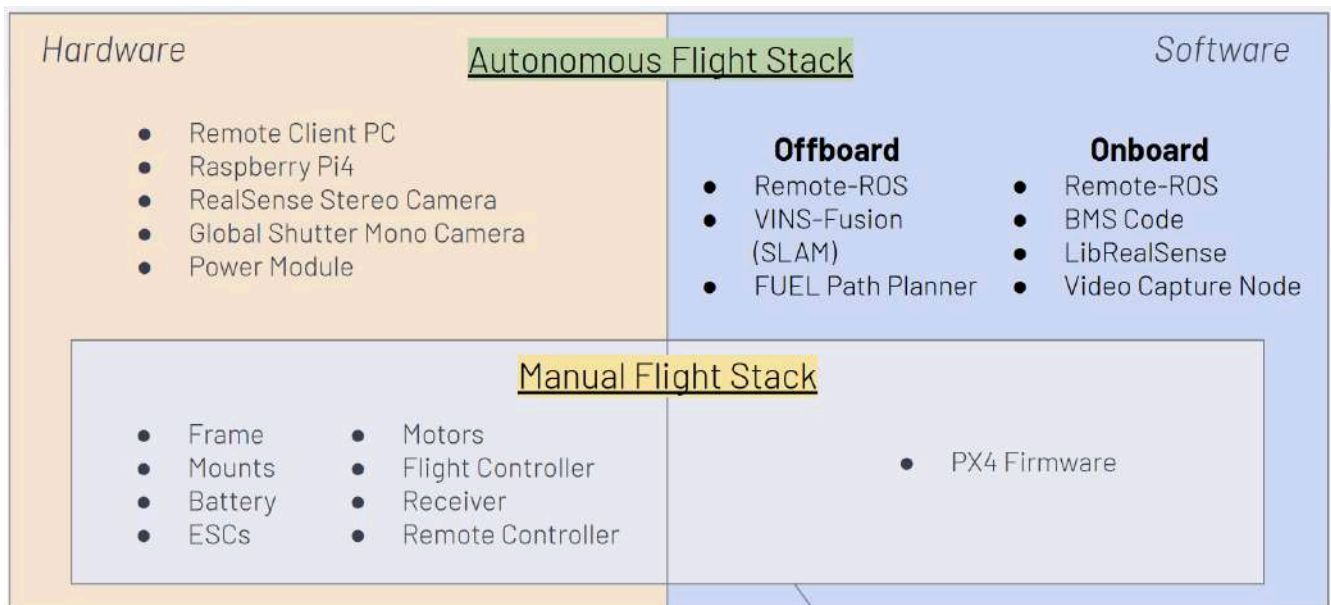 Hardware
Autonomous Flight Stack
Software
● Remote Client PC
● Raspberry Pi4
● RealSense Stereo Camera
● Global Shutter Mono Camera
● Power Module
Offboard
● Remote-ROS
● VINS-Fusion
(SLAM)
● FUEL Path Planner
Onboard
● Remote-ROS
● BMS Code
● LibRealSense
● Video Capture Node
Manual Flight Stack
● Frame
● Mounts
● Battery
● ESCs
● Motors
● Flight Controller
● Receiver
● Remote Controller
● PX4 Firmware